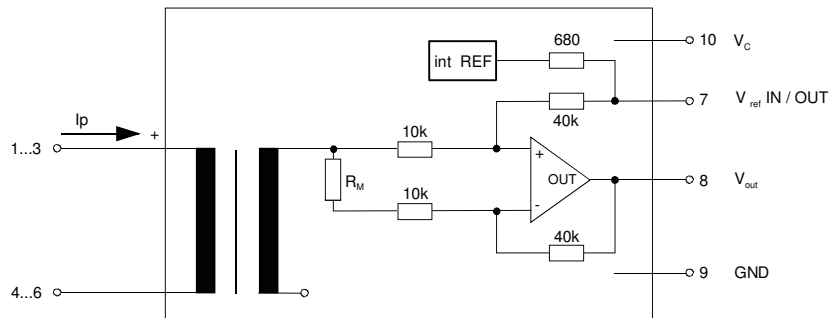 680
10 V_C
int REF
7 V_ref IN / OUT
Ip
+
40k
10k
1...3
+
R_M
OUT
8 V_out
10k
-
40k
9 GND
4...6